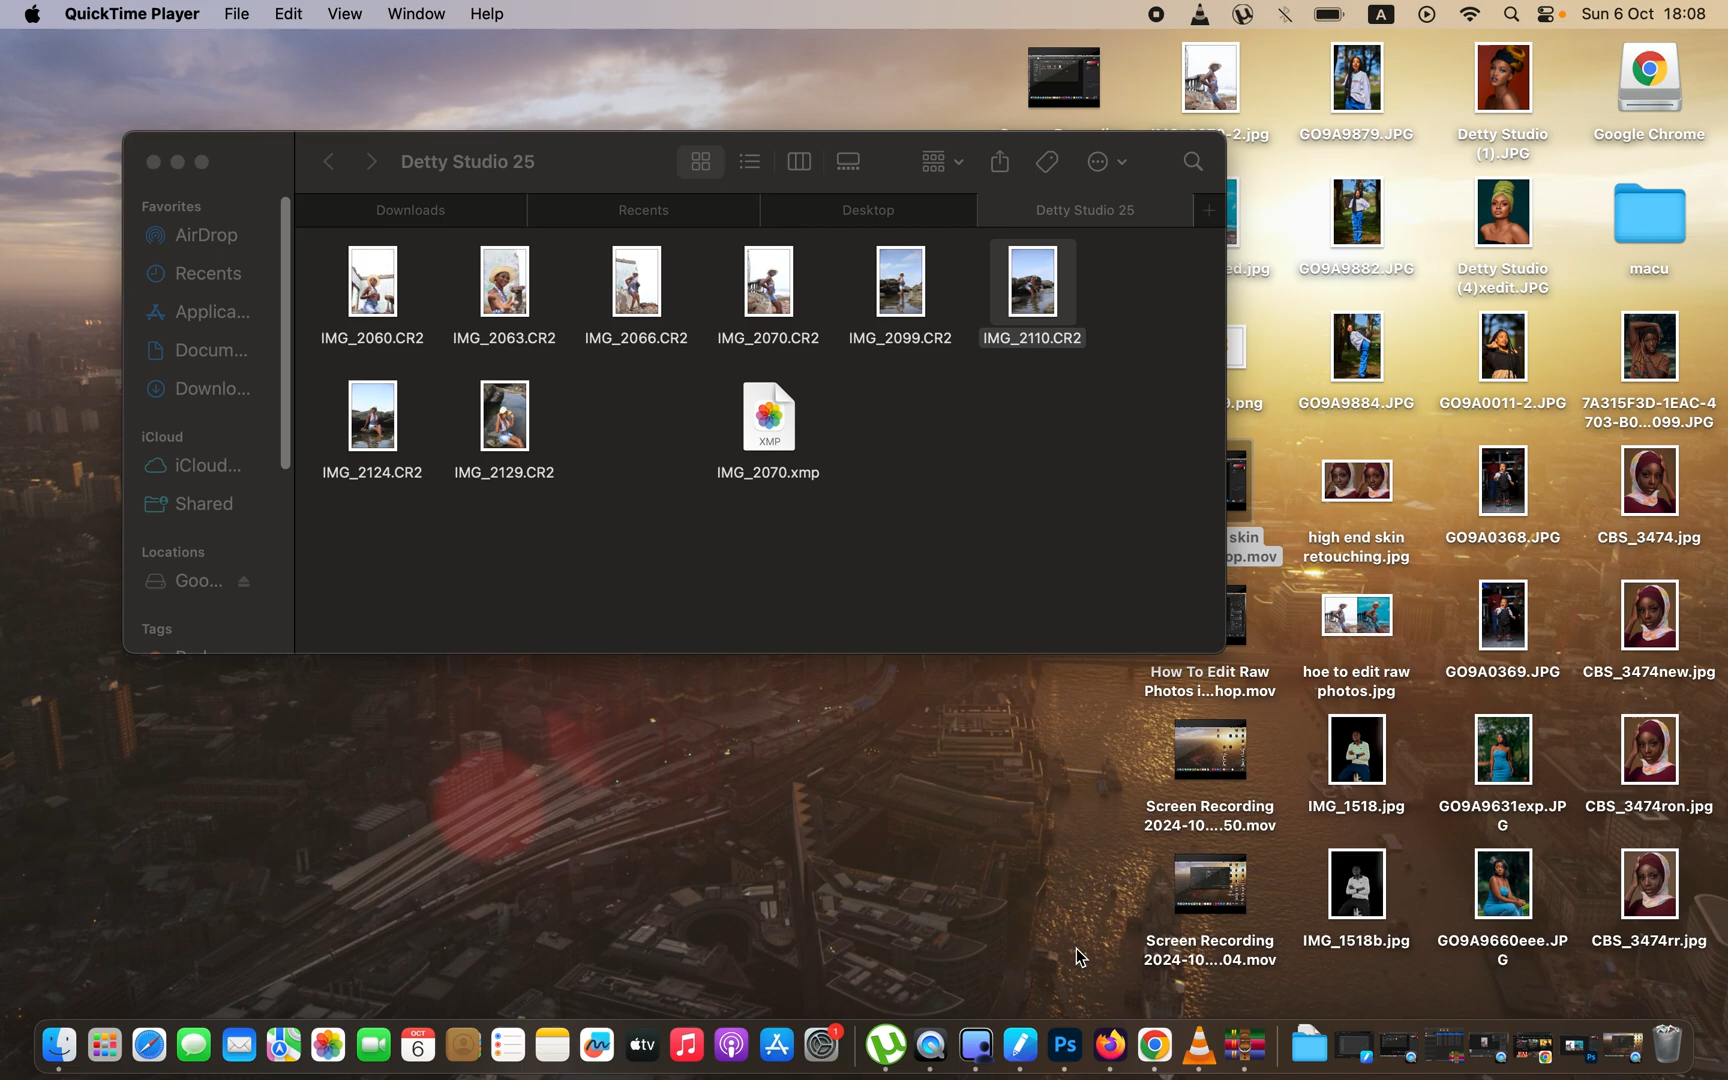 QuickTime Player File Edit View Window Help
A Sun 6 Oct 18:08
-2.jpg GO9A9879.JPG Detty Studio Google Chrome
(1).JPG
Detty Studio 25
Favorites
Downloads Recents Desktop Detty Studio 25
AirDrop
Recents
Applica...
Docum...
Downlo...
iCloud
iCloud...
Shared
Locations
Goo...
Tags
IMG_2060.CR2 IMG_2063.CR2 IMG_2066.CR2 IMG_2070.CR2 IMG_2099.CR2 IMG_2110.CR2
XMP
IMG_2124.CR2 IMG_2129.CR2 IMG_2070.xmp
ed.jpg GO9A9882.JPG Detty Studio macu
(4)xedit.JPG
9.png GO9A9884.JPG GO9A0011-2.JPG 7A315F3D-1EAC-4
703-B0...099.JPG
skin high end skin GO9A0368.JPG CBS_3474.jpg
op.mov retouching.jpg
How To Edit Raw hoe to edit raw GO9A0369.JPG CBS_3474new.jpg
Photos i...hop.mov photos.jpg
Screen Recording IMG_1518.jpg GO9A9631exp.JP CBS_3474ron.jpg
2024-10....50.mov G
Screen Recording IMG_1518b.jpg GO9A9660eee.JP CBS_3474rr.jpg
2024-10....04.mov G
OCT
6
tv
1
Ps